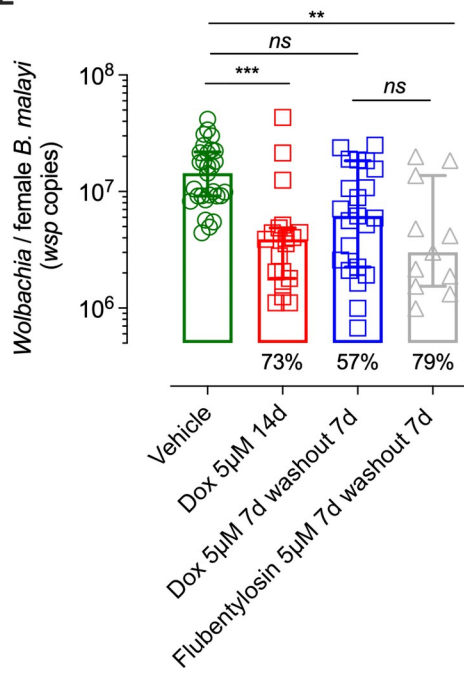 **
ns
***
ns
Wolbachia / female B. malayi
(wsp copies)
10⁸
10⁷
10⁶
73% 57% 79%
Vehicle
Dox 5µM 14d
Dox 5µM 7d washout 7d
Flubentylosin 5µM 7d washout 7d